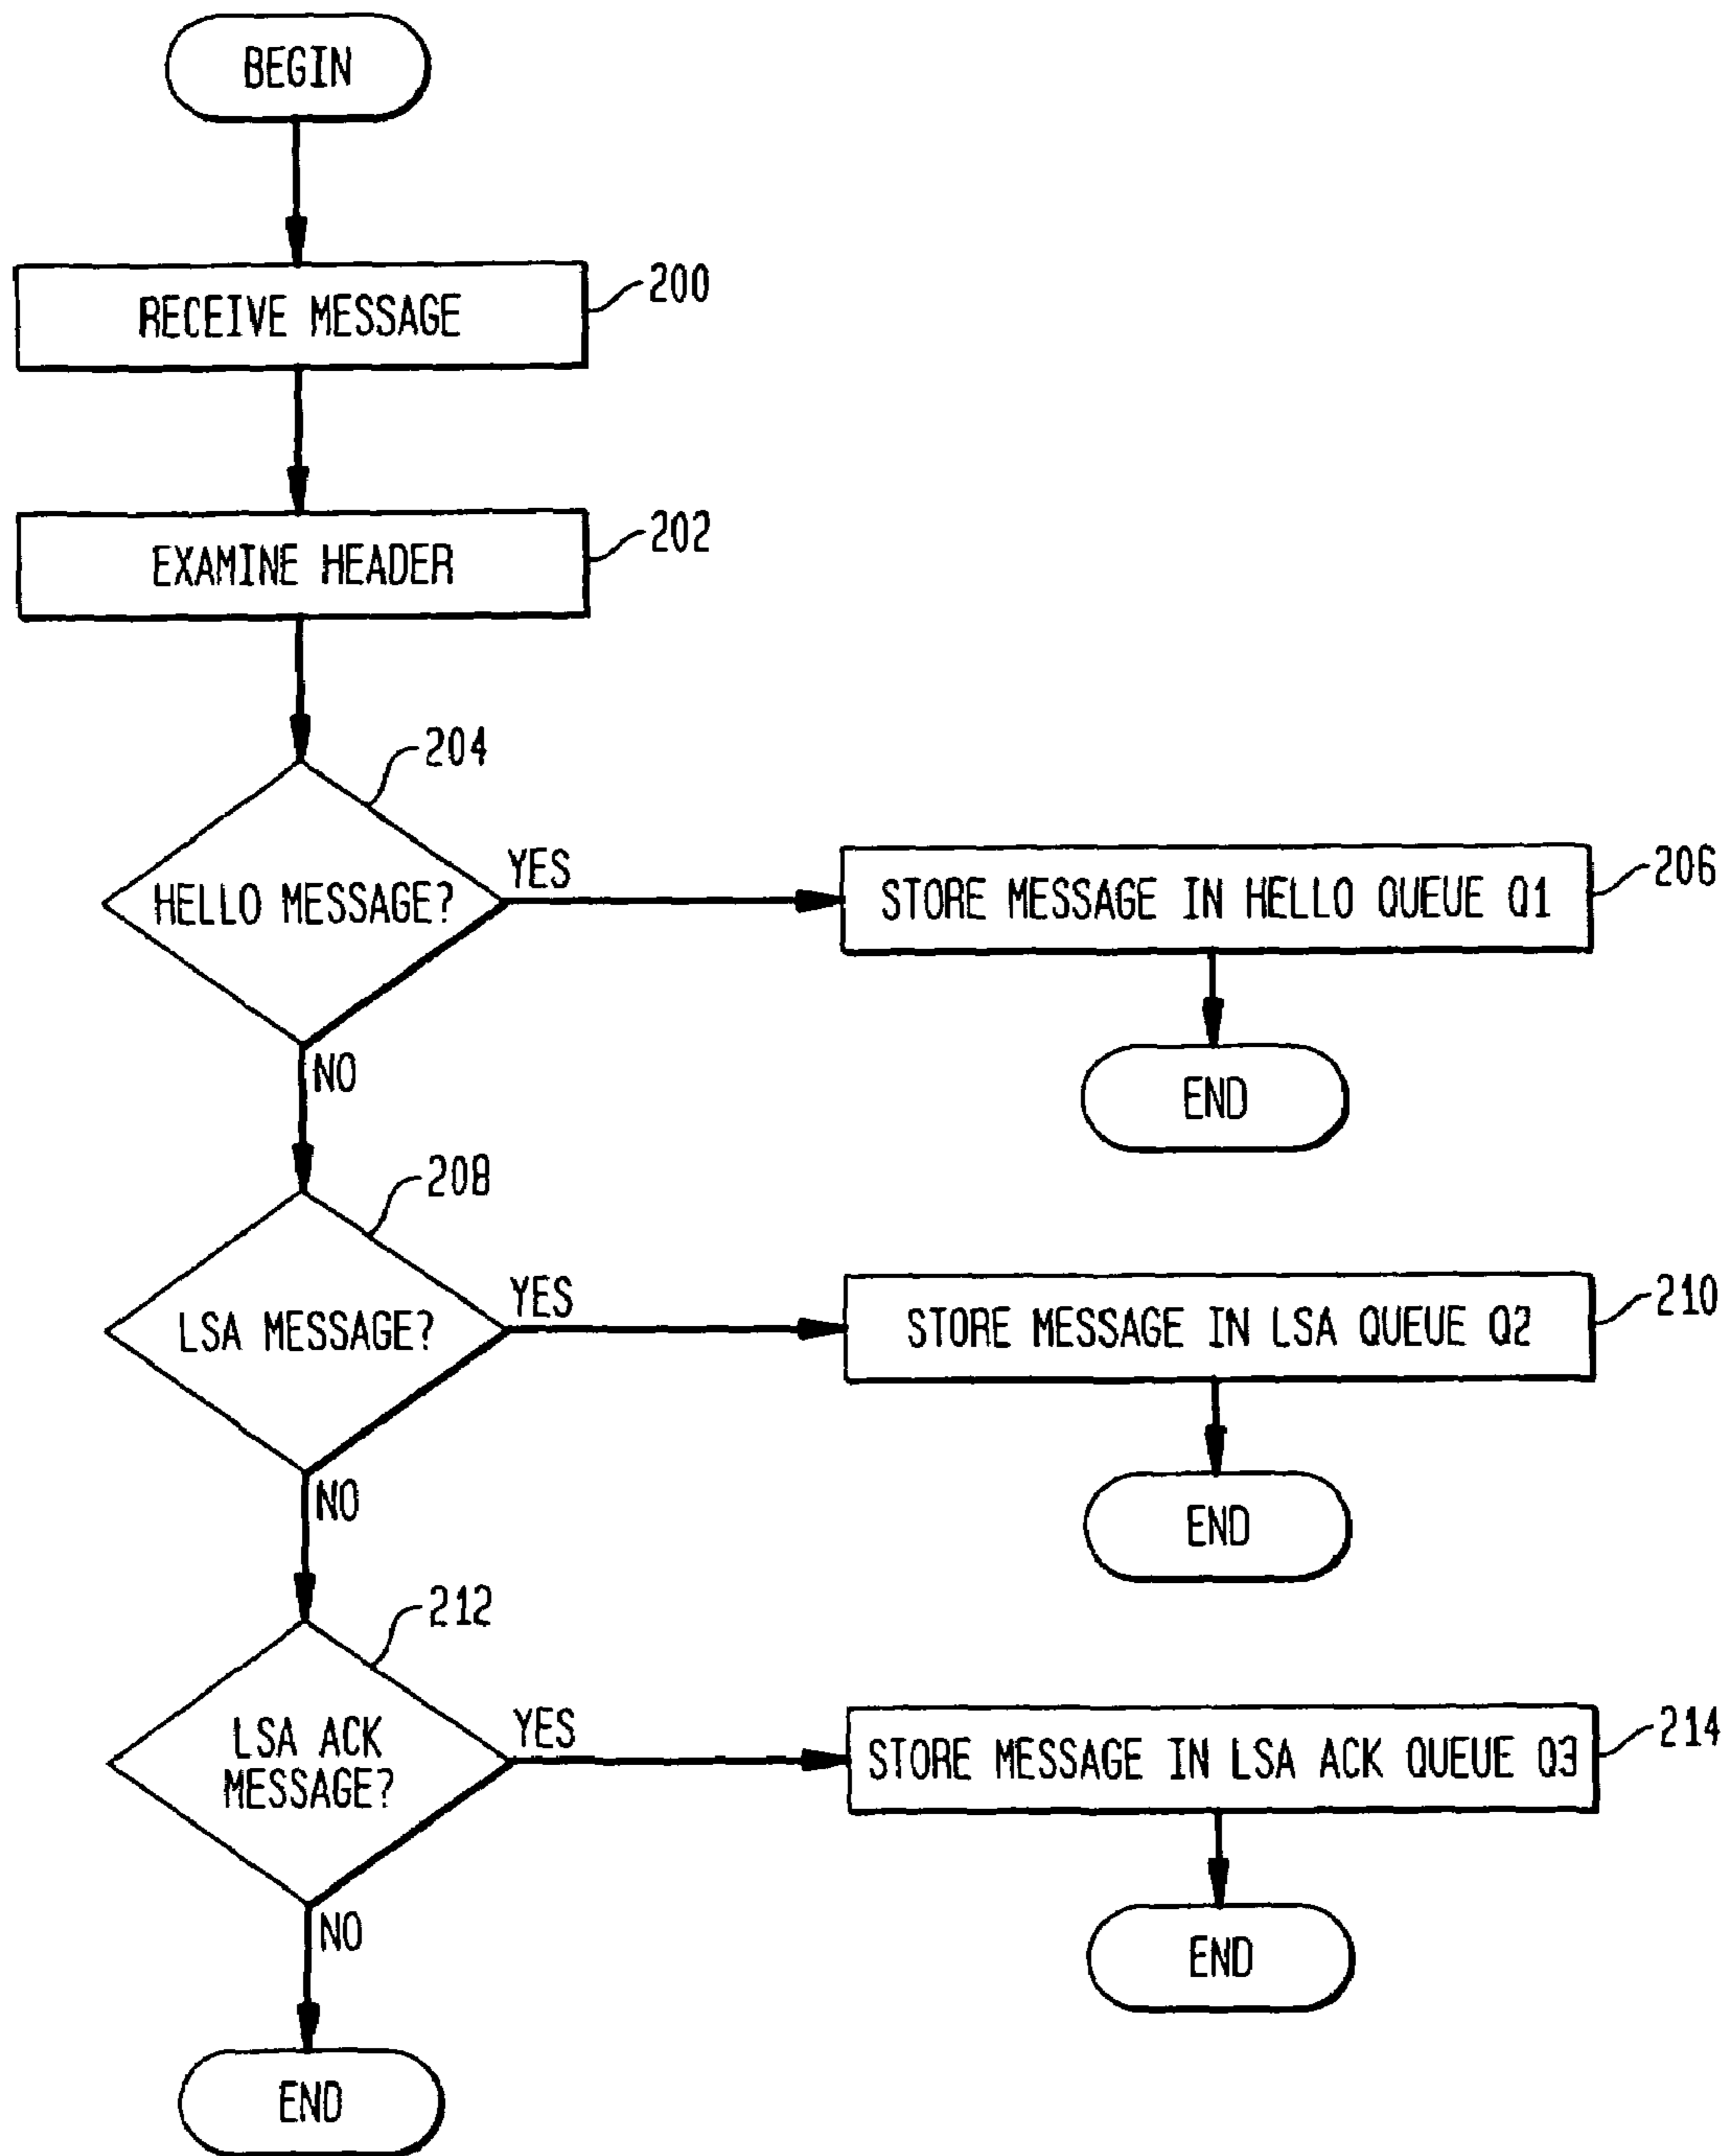 BEGIN
RECEIVE MESSAGE
200
EXAMINE HEADER
202
204
HELLO MESSAGE?
YES
STORE MESSAGE IN HELLO QUEUE Q1
206
NO
END
208
LSA MESSAGE?
YES
STORE MESSAGE IN LSA QUEUE Q2
210
NO
END
212
LSA ACK
MESSAGE?
YES
STORE MESSAGE IN LSA ACK QUEUE Q3
214
NO
END
END